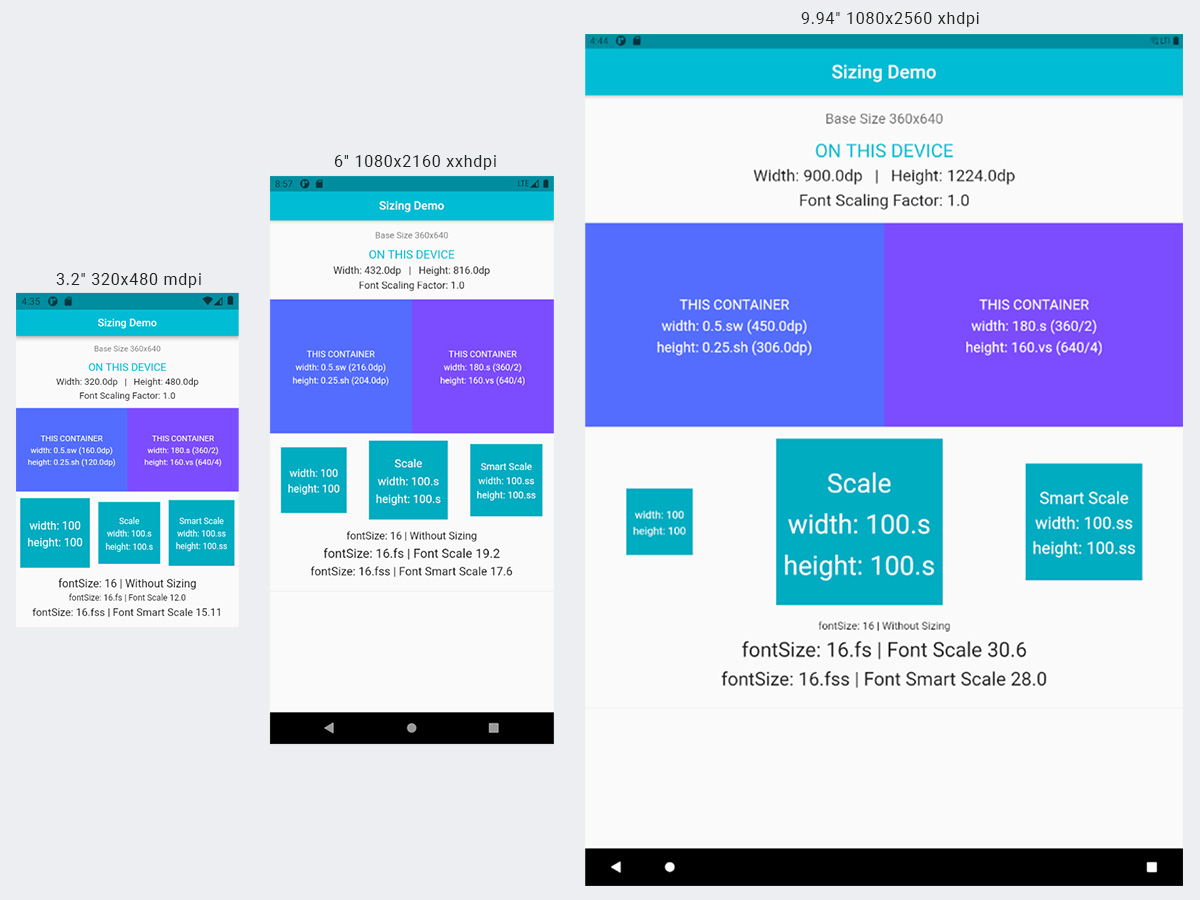 3.2" 320x480 mdpi
4:35
Sizing Demo
Base Size 360x640
ON THIS DEVICE
Width: 320.0dp | Height: 480.0dp
Font Scaling Factor: 1.0
THIS CONTAINER
width: 0.5.sw (160.0dp)
height: 0.25.sh (120.0dp)
THIS CONTAINER
width: 180.s (360/2)
height: 160.vs (640/4)
width: 100
height: 100
Scale
width: 100.s
height: 100.s
Smart Scale
width: 100.ss
height: 100.ss
fontSize: 16 | Without Sizing
fontSize: 16.fs | Font Scale 12.0
fontSize: 16.fss | Font Smart Scale 15.11
6" 1080x2160 xxhdpi
8:57
LTE
Sizing Demo
Base Size 360x640
ON THIS DEVICE
Width: 432.0dp | Height: 816.0dp
Font Scaling Factor: 1.0
THIS CONTAINER
width: 0.5.sw (216.0dp)
height: 0.25.sh (204.0dp)
THIS CONTAINER
width: 180.s (360/2)
height: 160.vs (640/4)
width: 100
height: 100
Scale
width: 100.s
height: 100.s
Smart Scale
width: 100.ss
height: 100.ss
fontSize: 16 | Without Sizing
fontSize: 16.fs | Font Scale 19.2
fontSize: 16.fss | Font Smart Scale 17.6
9.94" 1080x2560 xhdpi
4:44
Sizing Demo
Base Size 360x640
ON THIS DEVICE
Width: 900.0dp | Height: 1224.0dp
Font Scaling Factor: 1.0
THIS CONTAINER
width: 0.5.sw (450.0dp)
height: 0.25.sh (306.0dp)
THIS CONTAINER
width: 180.s (360/2)
height: 160.vs (640/4)
width: 100
height: 100
Scale
width: 100.s
height: 100.s
Smart Scale
width: 100.ss
height: 100.ss
fontSize: 16 | Without Sizing
fontSize: 16.fs | Font Scale 30.6
fontSize: 16.fss | Font Smart Scale 28.0